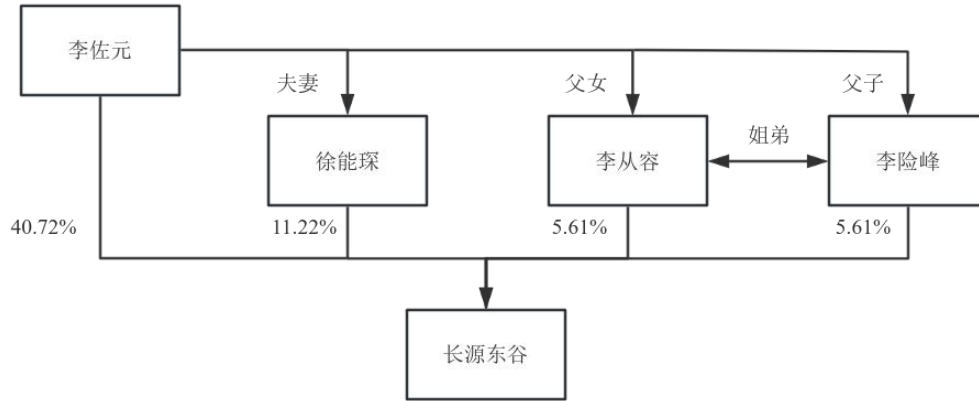 李佐元
夫妻
父女
父子
徐能琛
李从容
姐弟
李险峰
40.72%
11.22%
5.61%
5.61%
长源东谷